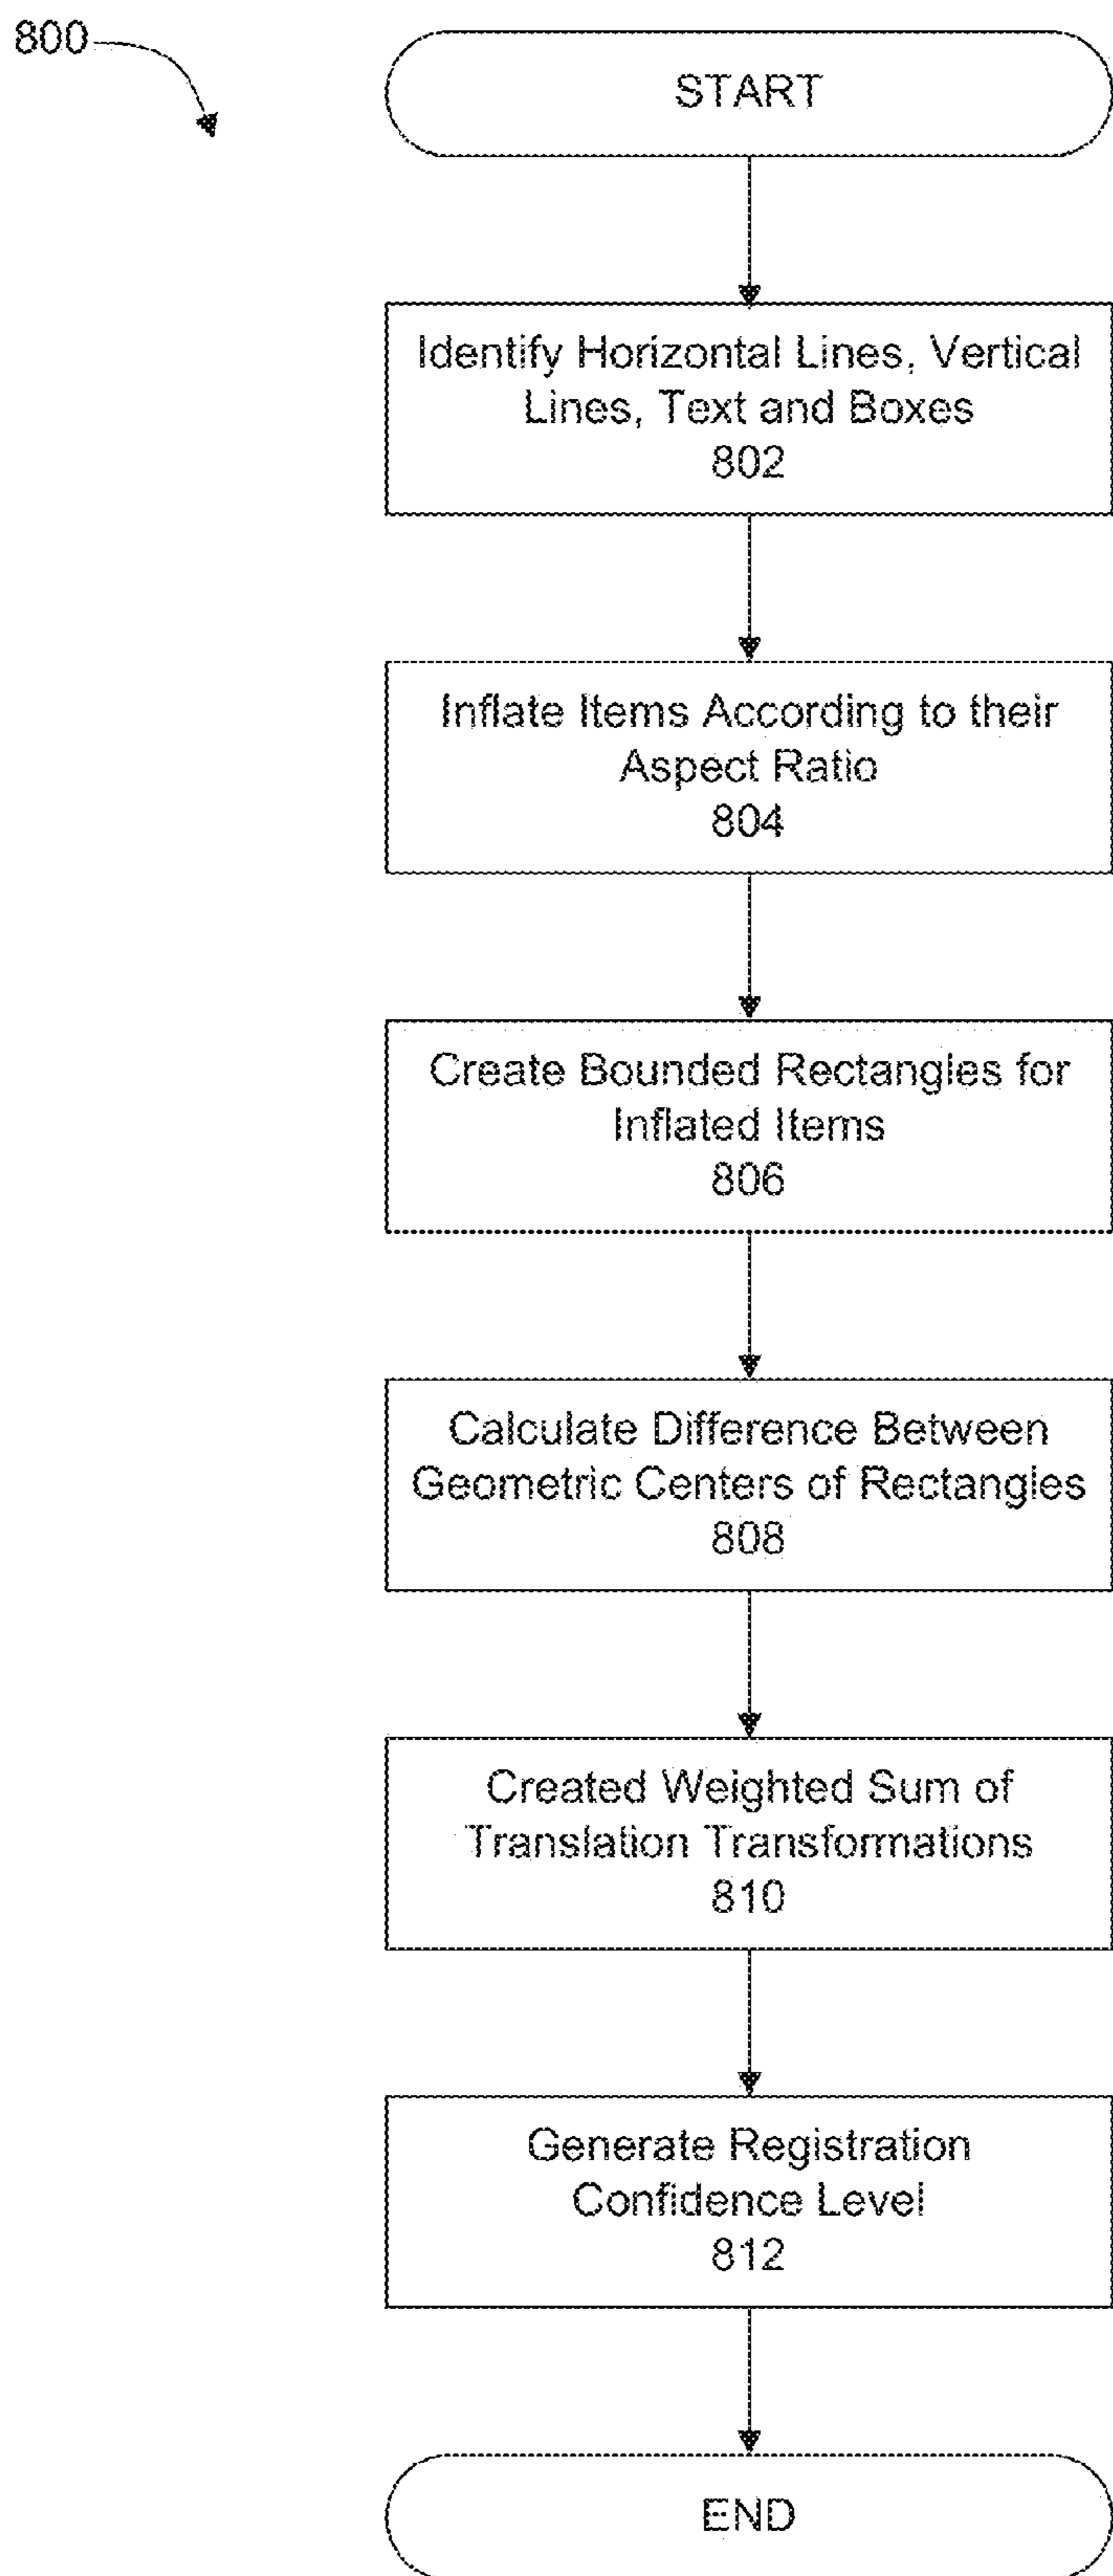 800
START
Identify Horizontal Lines, Vertical
Lines, Text and Boxes
802
Inflate Items According to their
Aspect Ratio
804
Create Bounded Rectangles for
Inflated Items
806
Calculate Difference Between
Geometric Centers of Rectangles
808
Created Weighted Sum of
Translation Transformations
810
Generate Registration
Confidence Level
812
END